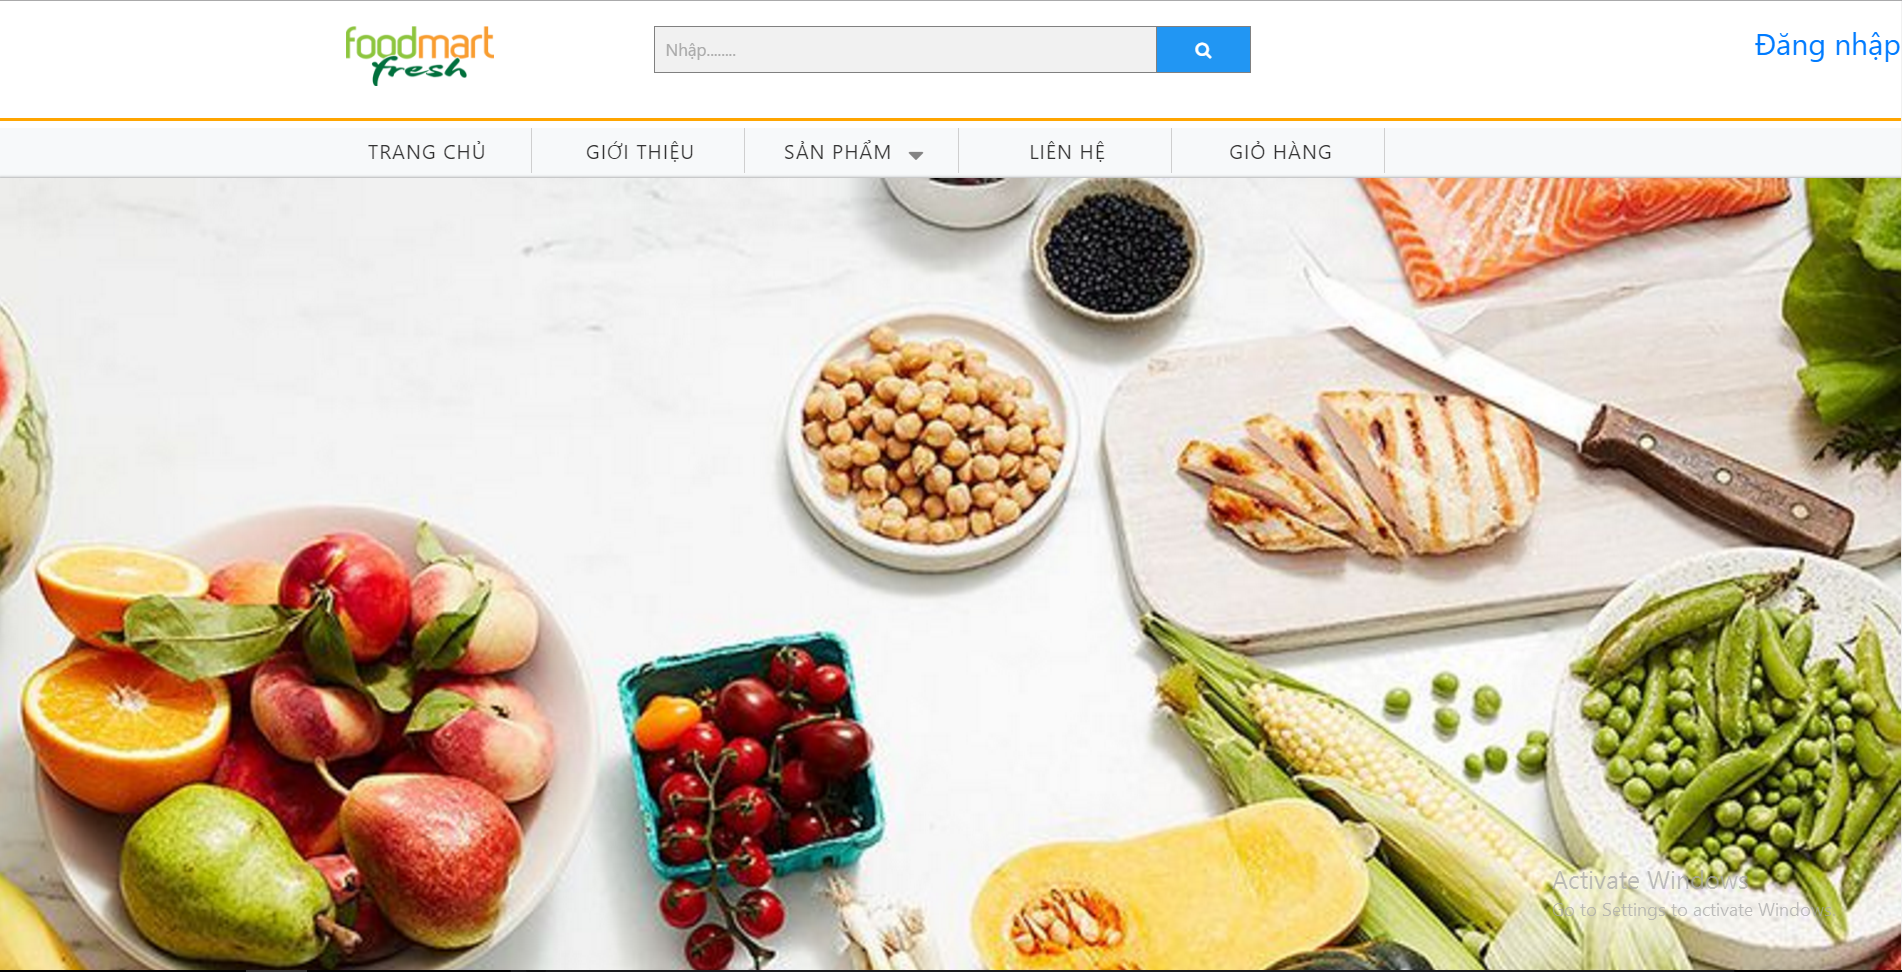 foodmart
fresh
Nhập........
Đăng nhập
TRANG CHỦ
GIỚI THIỆU
SẢN PHẨM
LIÊN HỆ
GIỎ HÀNG
Activate Windows
Go to Settings to activate Windows.